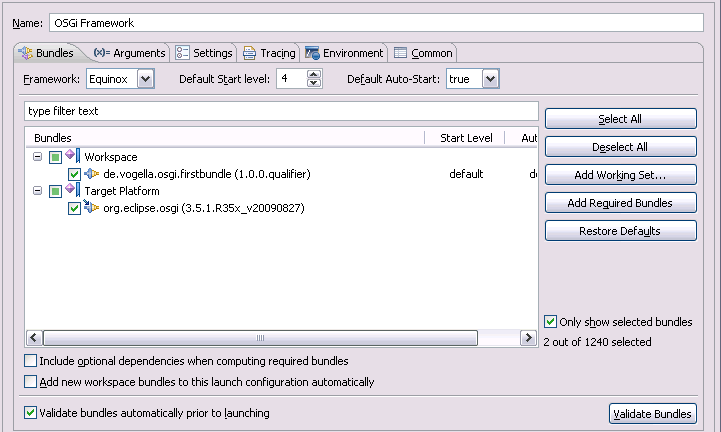 Name: OSGi Framework
Bundles (x)= Arguments Settings Tracing Environment Common
Framework: Equinox Default Start level: 4 Default Auto-Start: true
type filter text
Select All
Bundles Start Level Aut
Deselect All
Workspace
de.vogella.osgi.firstbundle (1.0.0.qualifier) default de
Add Working Set...
Target Platform
org.eclipse.osgi (3.5.1.R35x_v20090827)
Add Required Bundles
Restore Defaults
Only show selected bundles
2 out of 1240 selected
Include optional dependencies when computing required bundles
Add new workspace bundles to this launch configuration automatically
Validate bundles automatically prior to launching
Validate Bundles